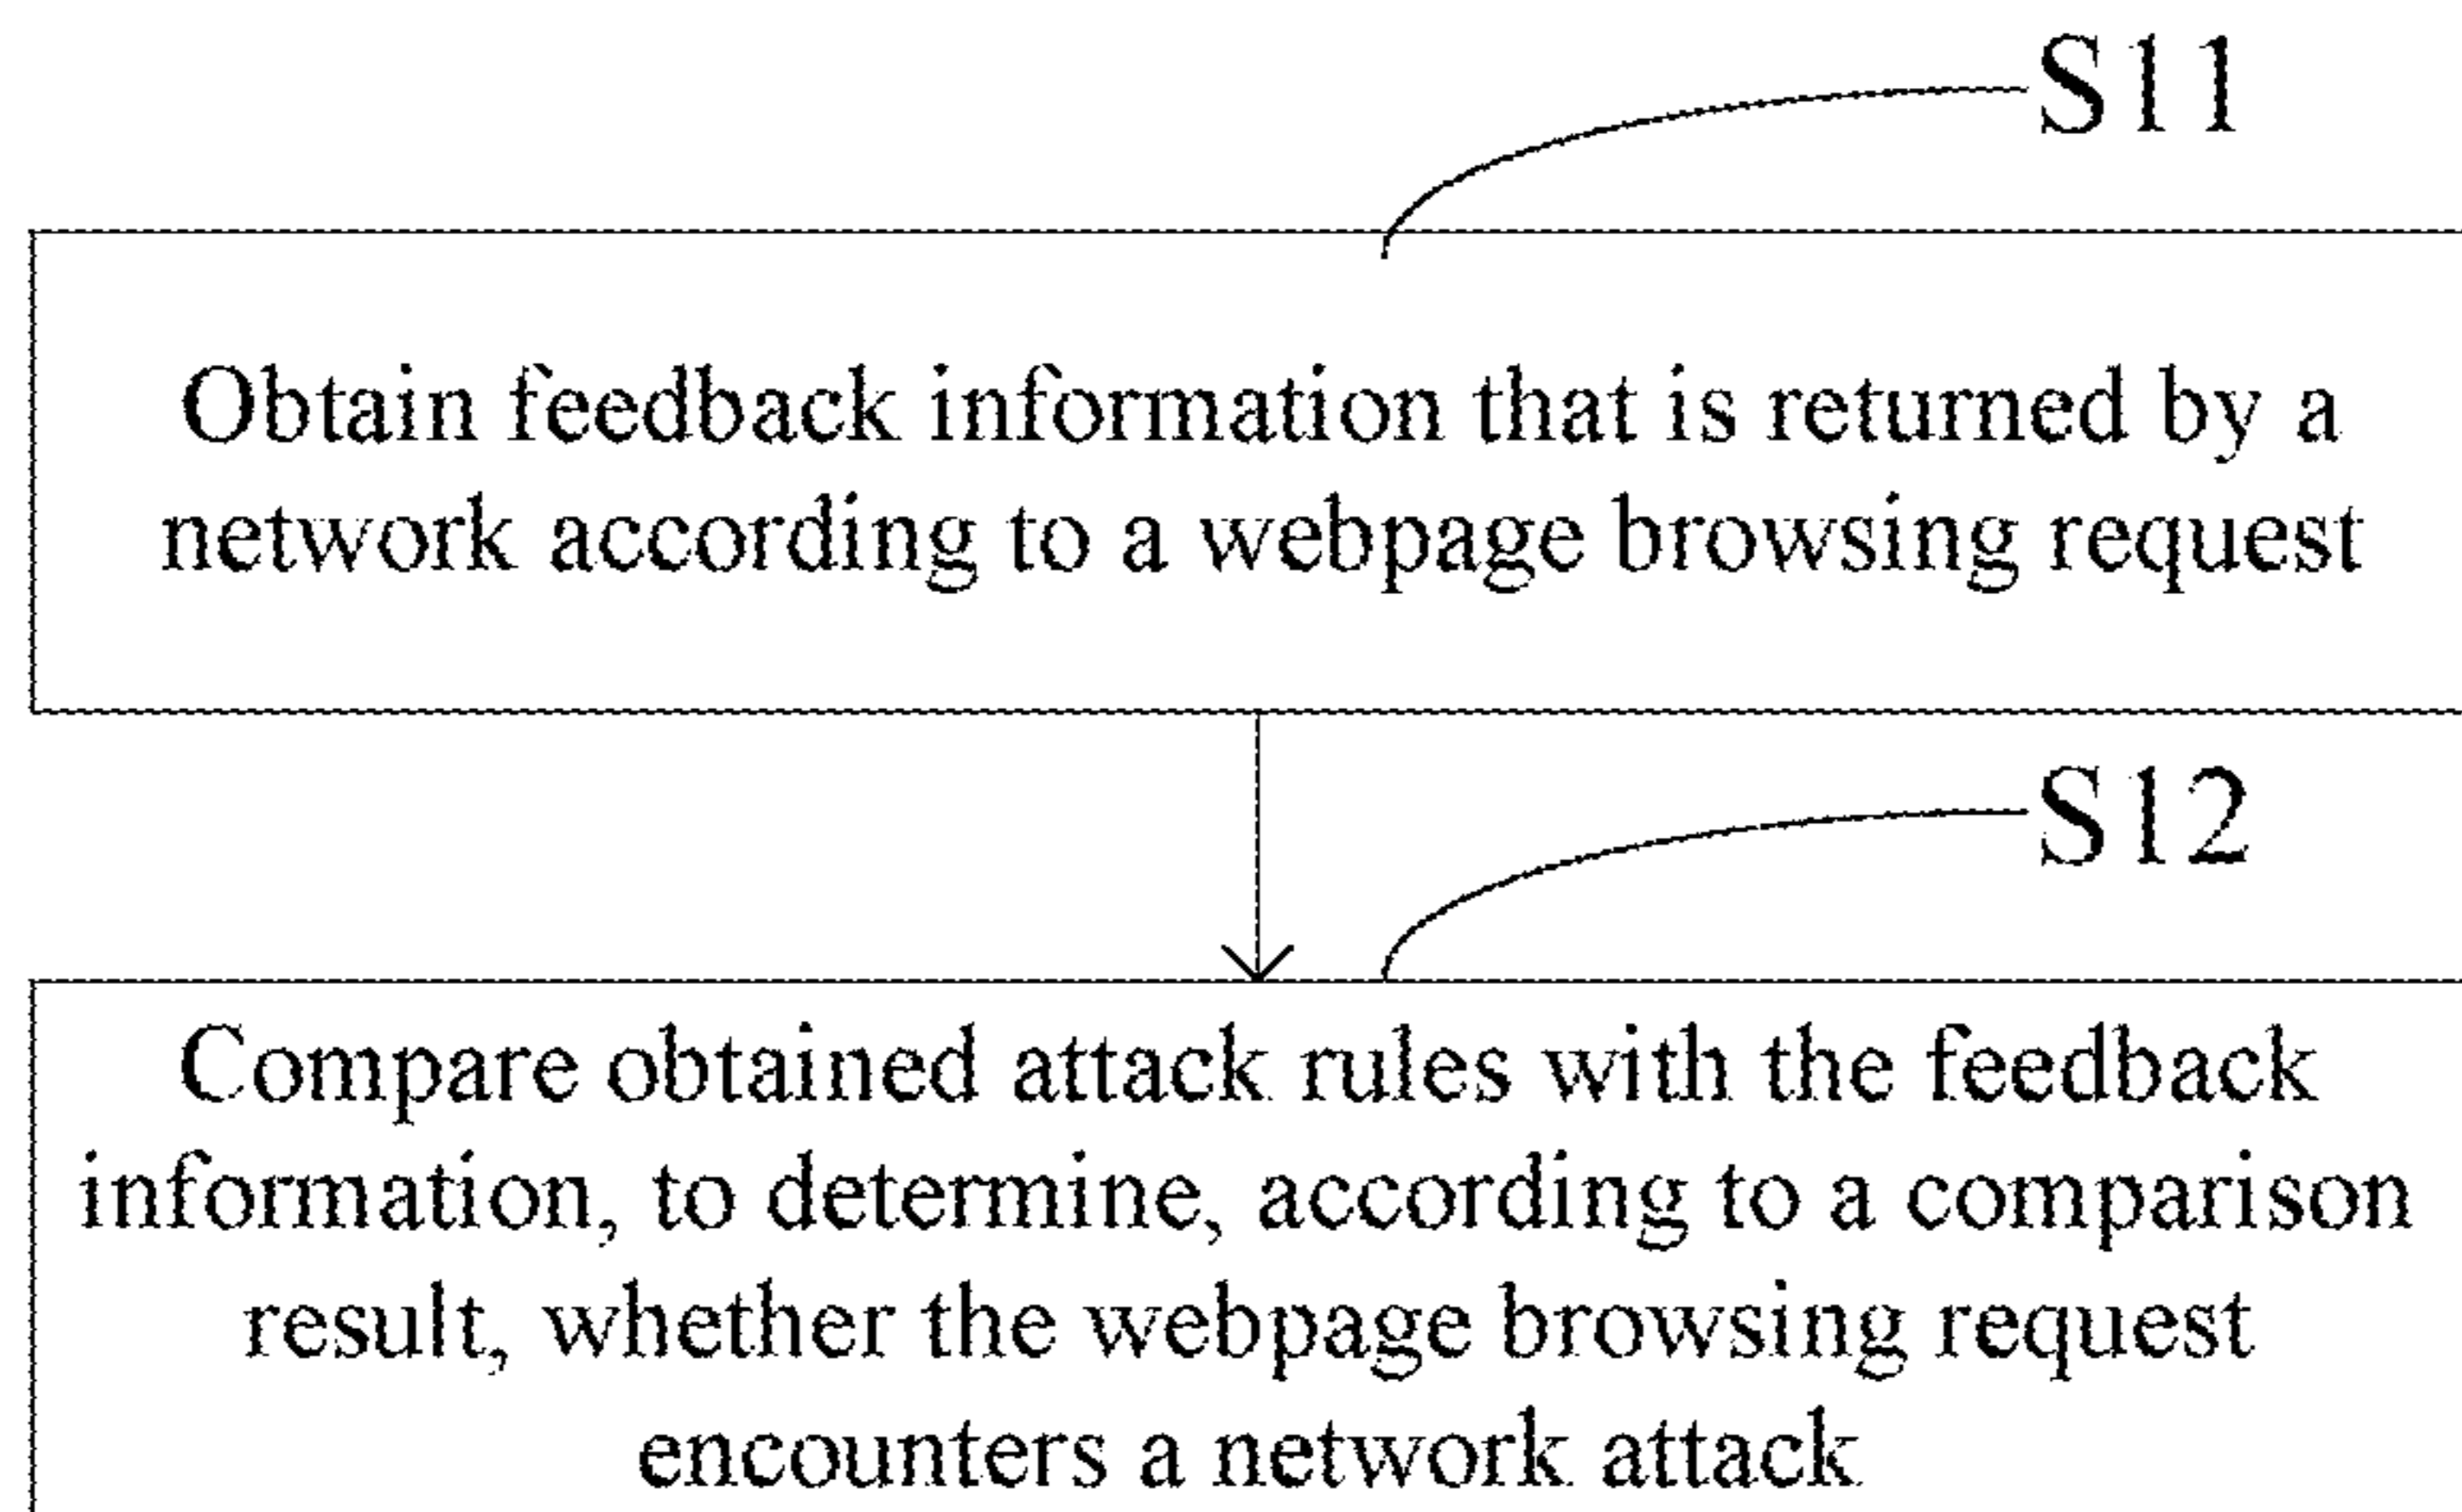 S11
Obtain feedback information that is returned by a
network according to a webpage browsing request
S12
Compare obtained attack rules with the feedback
information, to determine, according to a comparison
result, whether the webpage browsing request
encounters a network attack